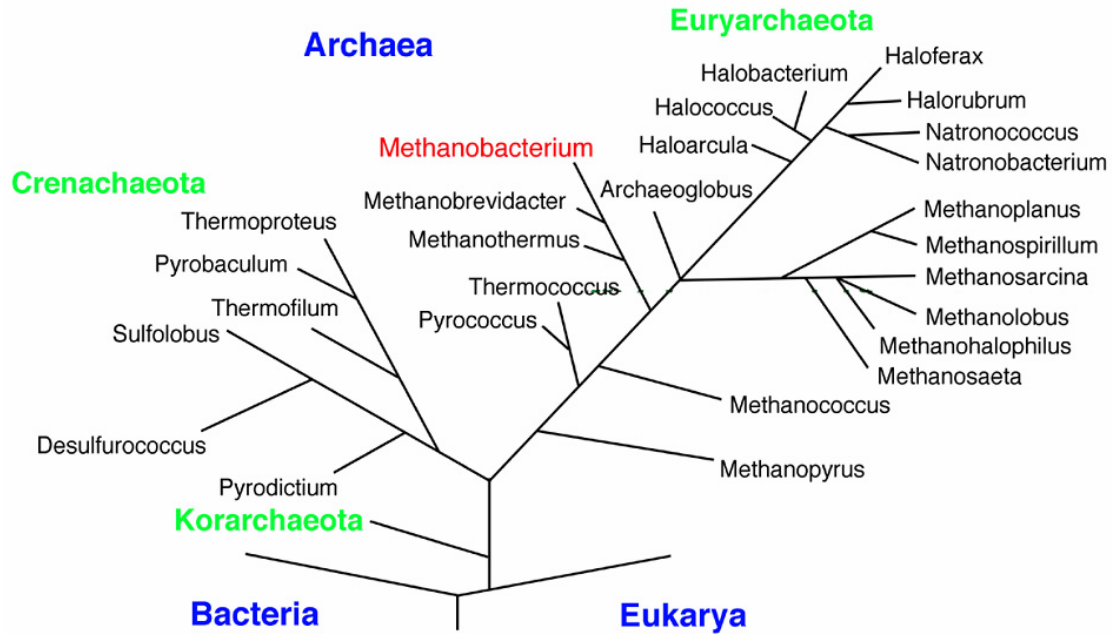 Euryarchaeota
Archaea
Haloferax
Halobacterium
Halococcus
Halorubrum
Natronococcus
Haloarcula
Methanobacterium
Natronobacterium
Crenachaeota
Archaeoglobus
Methanobrevidacter
Methanoplanus
Thermoproteus
Methanothermus
Methanospirillum
Pyrobaculum
Methanosarcina
Thermococcus
Thermofilum
Pyrococcus
Methanolobus
Sulfolobus
Methanohalophilus
Methanosaeta
Methanococcus
Desulfurococcus
Methanopyrus
Pyrodictium
Korarchaeota
Bacteria
Eukarya